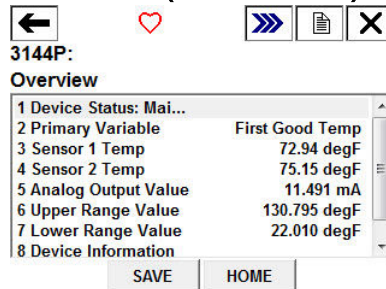 3144P:
Overview
1 Device Status: Mai...
2 Primary Variable First Good Temp
3 Sensor 1 Temp 72.94 degF
4 Sensor 2 Temp 75.15 degF
5 Analog Output Value 11.491 mA
6 Upper Range Value 130.795 degF
7 Lower Range Value 22.010 degF
8 Device Information
SAVE HOME